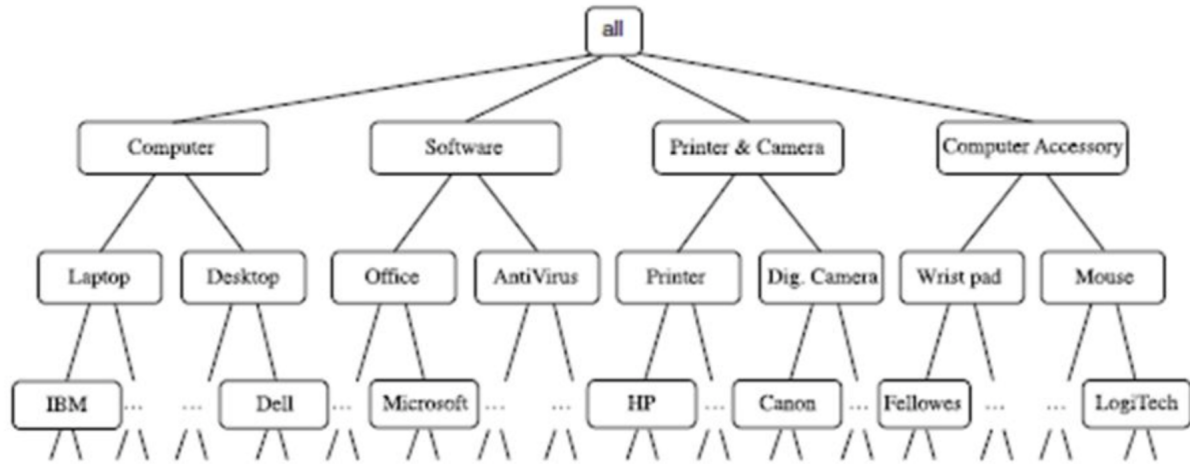 all
Computer
Software
Printer & Camera
Computer Accessory
Laptop
Desktop
Office
AntiVirus
Printer
Dig. Camera
Wrist pad
Mouse
IBM
...
...
Dell
...
Microsoft
...
...
HP
...
Canon
...
Fellowes
...
...
LogiTech